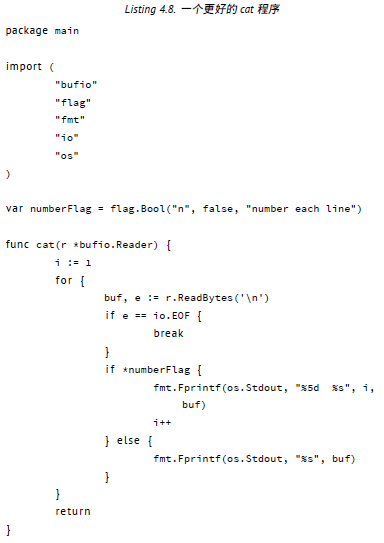 Listing 4.8. 一个更好的 cat 程序
package main
import (
"bufio"
"flag"
"fmt"
"io"
"os"
)
var numberFlag = flag.Bool("n", false, "number each line")
func cat(r *bufio.Reader) {
i := 1
for {
buf, e := r.ReadBytes('\n')
if e == io.EOF {
break
}
if *numberFlag {
fmt.Fprintf(os.Stdout, "%5d  %s", i,
buf)
i++
} else {
fmt.Fprintf(os.Stdout, "%s", buf)
}
}
return
}